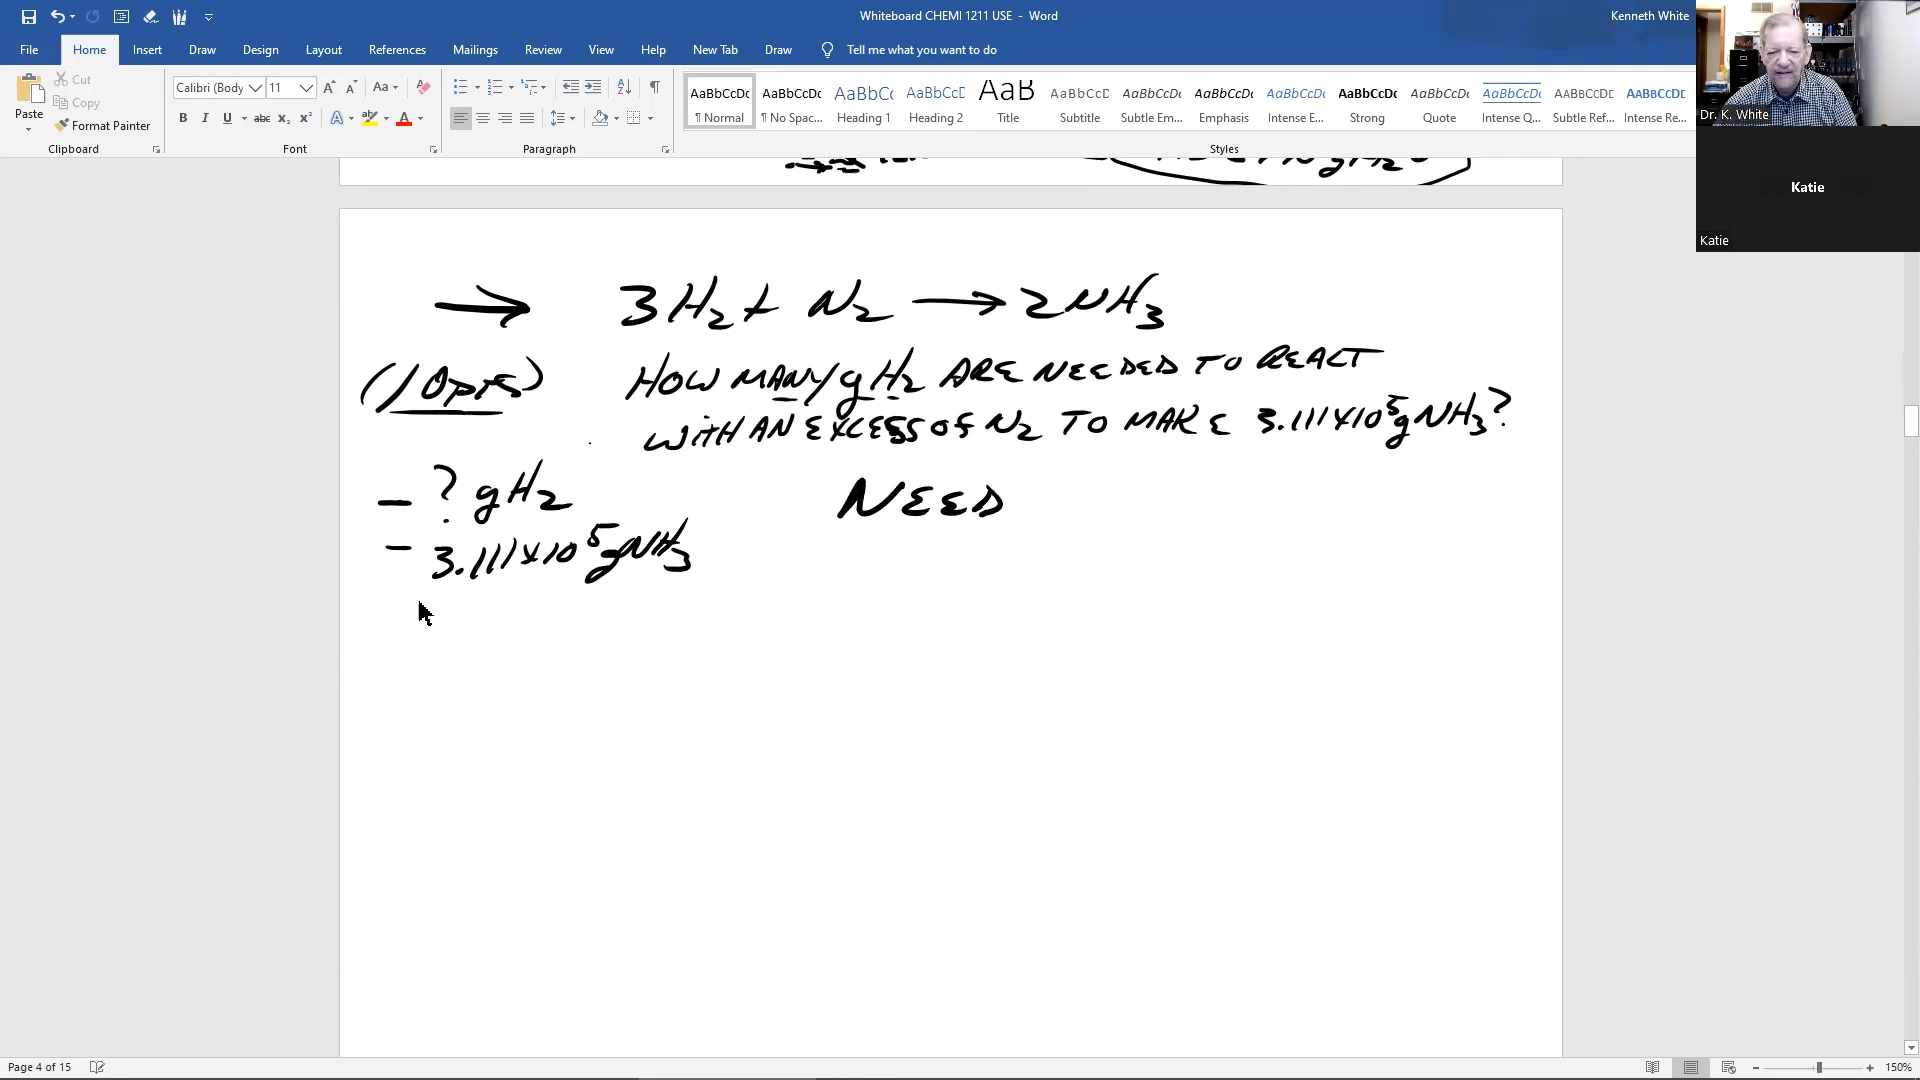 Whiteboard CHEMI 1211 USE - Word
Kenneth White
File Home Insert Draw Design Layout References Mailings Review View Help New Tab Draw Tell me what you want to do
Paste
Cut
Copy
Format Painter
Clipboard
Calibri (Body 11
Font
Paragraph
AaBbCcDc AaBbCcDc AaBbCc AaBbCcD AaB AaBbCcD AaBbCcDc AaBbCcDc AaBbCcDc AaBbCcDc AaBbCcDc AaBbCcDc AABBCCDE AABBCCDE
¶ Normal ¶ No Spac... Heading 1 Heading 2 Title Subtitle Subtle Em... Emphasis Intense E... Strong Quote Intense Q... Subtle Ref... Intense Re...
Styles
Dr. K. White
Katie
Katie
→ 3H₂ + N₂ → 2NH₃
(10pts) HOW MANY g H₂ ARE NEEDED TO REACT
WITH AN EXCESS OF N₂ TO MAKE 3.111x10⁵g NH₃?
- ? g H₂ NEED
- 3.111x10⁵g NH₃
Page 4 of 15
150%